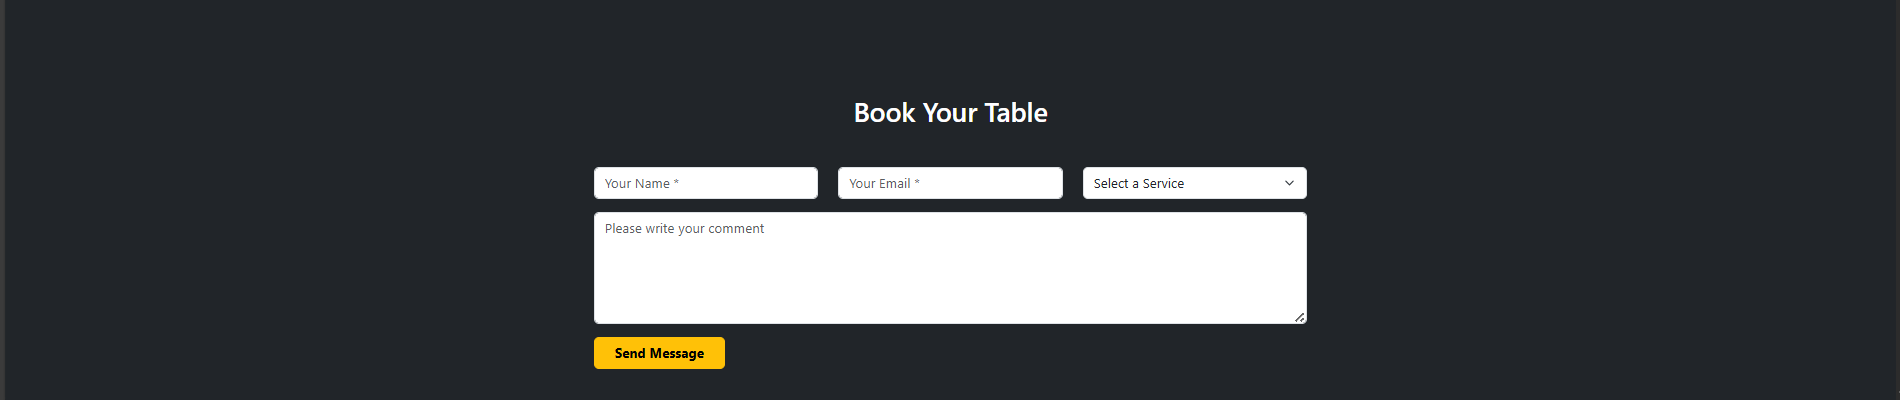 Book Your Table
Your Name *
Your Email *
Select a Service
Please write your comment
Send Message